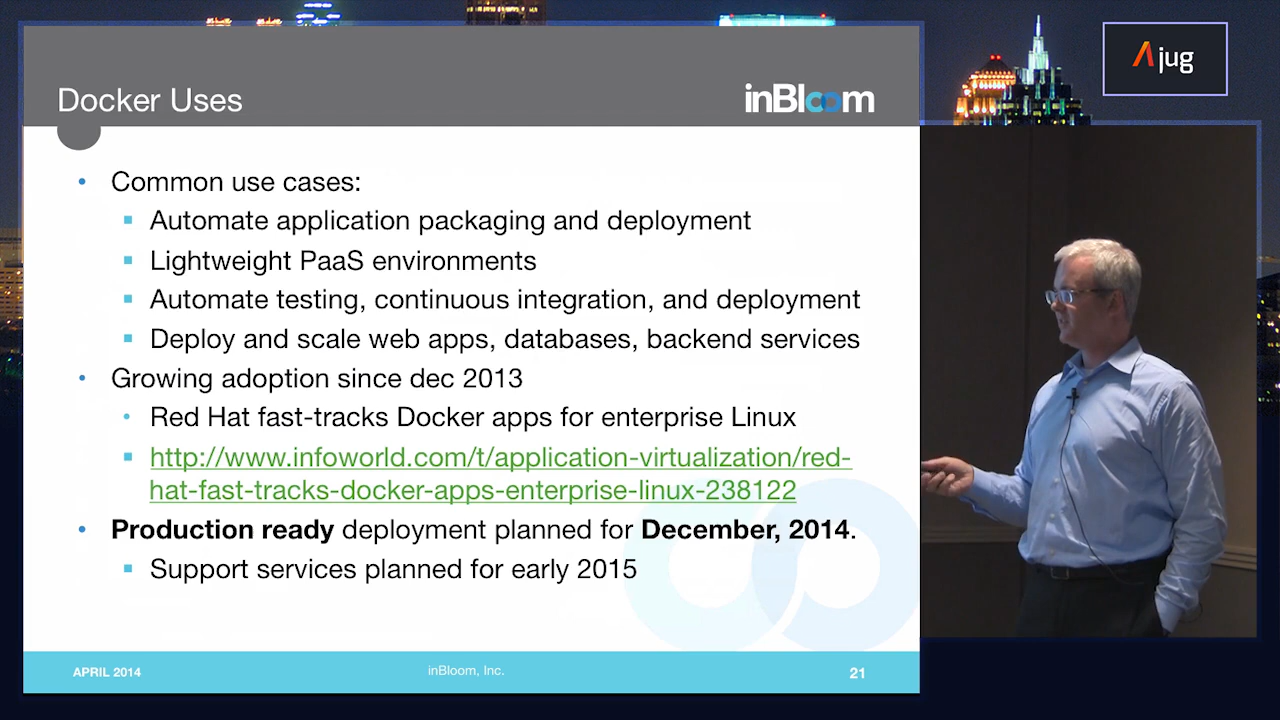 Ajug
Docker Uses
inBloom
Common use cases:
Automate application packaging and deployment
Lightweight PaaS environments
Automate testing, continuous integration, and deployment
Deploy and scale web apps, databases, backend services
Growing adoption since dec 2013
Red Hat fast-tracks Docker apps for enterprise Linux
http://www.infoworld.com/t/application-virtualization/red-
hat-fast-tracks-docker-apps-enterprise-linux-238122
Production ready deployment planned for December, 2014.
Support services planned for early 2015
APRIL 2014
inBloom, Inc.
21